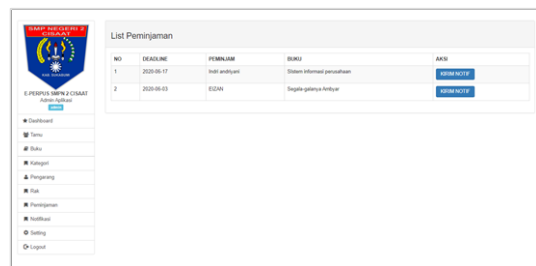 SMP NEGERI 2
CISAAT
E-PERPUS SMPN 2 CISAAT
Admin Aplikasi
Dashboard
Tamu
Buku
Kategori
Pengarang
Rak
Peminjaman
Notifikasi
Setting
Logout
List Peminjaman
NO DEADLINE PEMINJAM BUKU AKSI
1 2020-06-17 Indri andriyani Sistem informasi perusahaan KIRIM NOTIF
2 2020-06-03 EIZAN Segala-galanya Ambyar KIRIM NOTIF